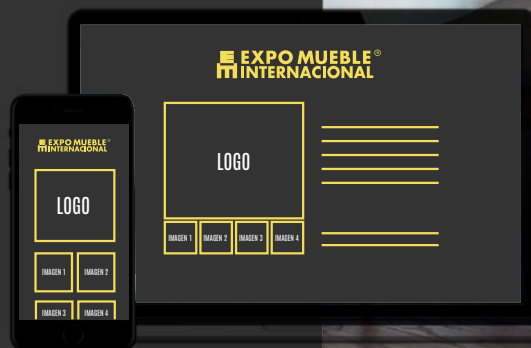 EXPO MUEBLE®
INTERNACIONAL
LOGO
IMAGEN 1 IMAGEN 2 IMAGEN 3 IMAGEN 4
EXPO MUEBLE®
INTERNACIONAL
LOGO
IMAGEN 1 IMAGEN 2
IMAGEN 3 IMAGEN 4